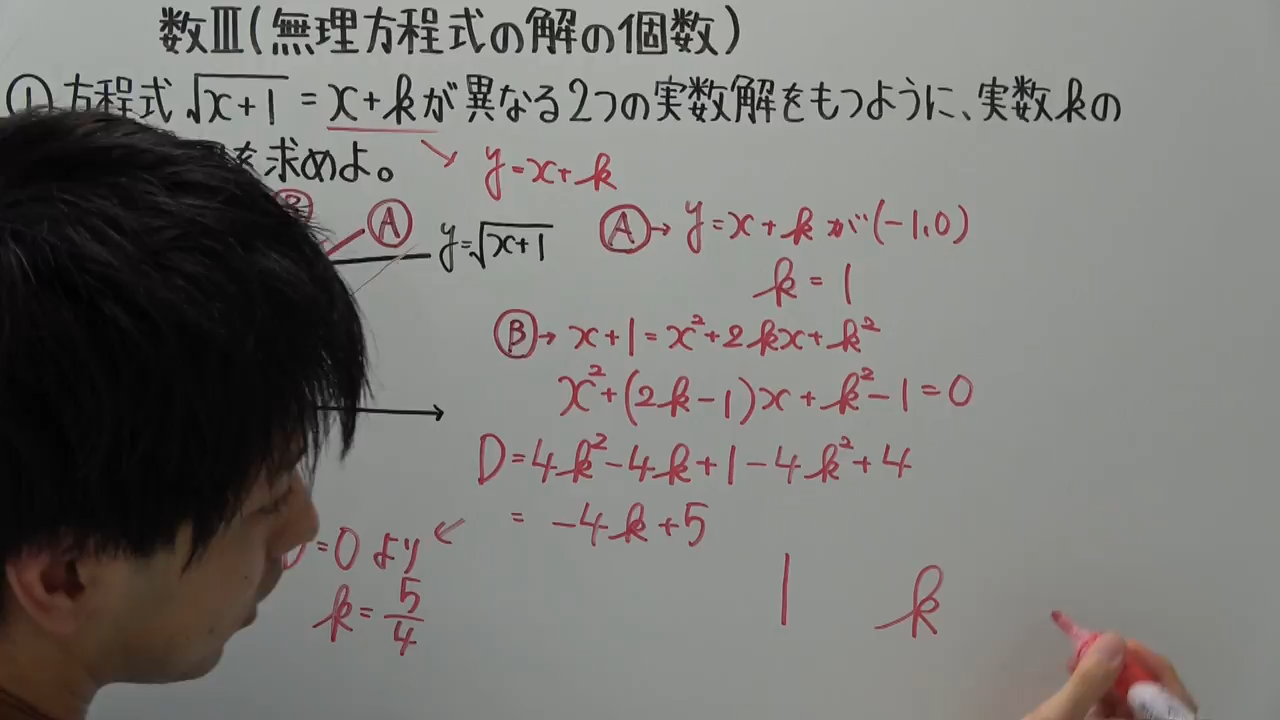 数Ⅲ(無理方程式の解の個数)
① 方程式 √x+1 = x+k が異なる2つの実数解をもつように、実数kの
を求めよ。
y=x+k
B
A
y=√x+1
A→ y=x+k が (-1,0)
k = 1
B→ x+1=x²+2kx+k²
x²+(2k-1)x+k²-1=0
D=4k²-4k+1-4k²+4
= -4k+5
D=0 より
k=5/4
1 k